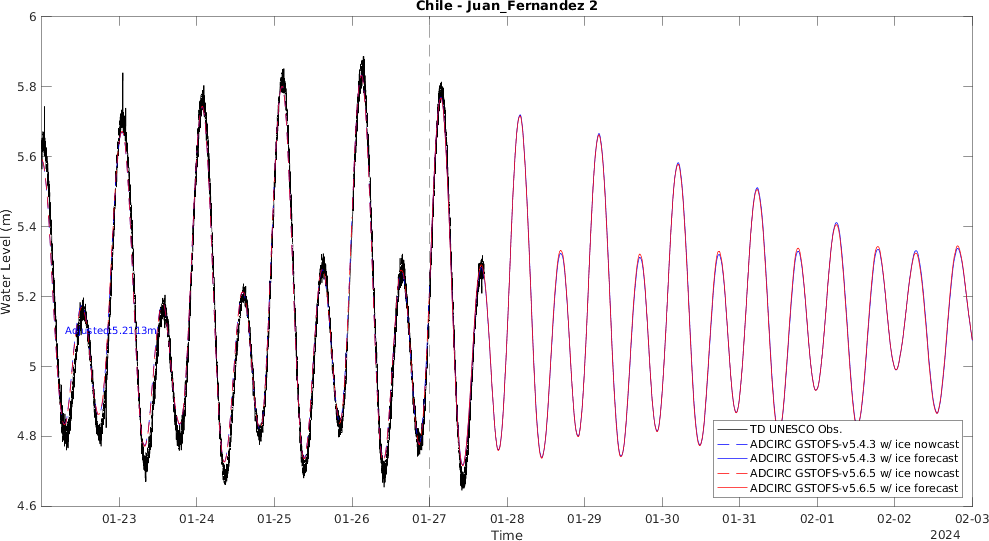 Chile - Juan_Fernandez 2
Water Level (m)
6
5.8
5.6
5.4
5.2
5
4.8
4.6
Adjusted:5.2113m
TD UNESCO Obs.
ADCIRC GSTOFS-v5.4.3 w/ ice nowcast
ADCIRC GSTOFS-v5.4.3 w/ ice forecast
ADCIRC GSTOFS-v5.6.5 w/ ice nowcast
ADCIRC GSTOFS-v5.6.5 w/ ice forecast
01-23 01-24 01-25 01-26 01-27 01-28 01-29 01-30 01-31 02-01 02-02 02-03
Time
2024